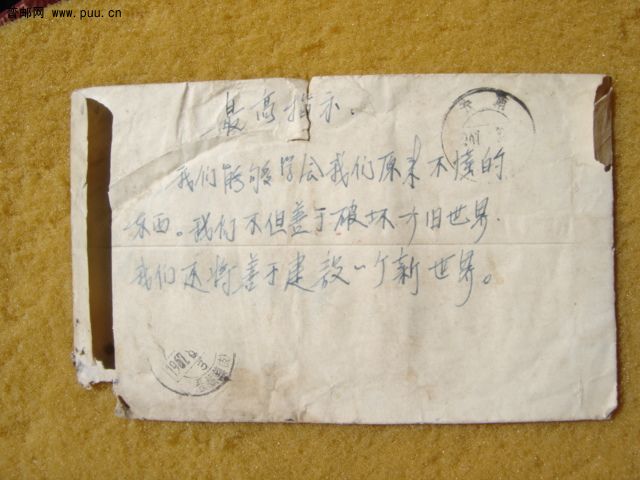 普邮网 www.puu.cn
最高指示.
我们能够学会我们原来不懂的
东西。我们不但善于破坏一个旧世界.
我们还将善于建设一个新世界。
1967